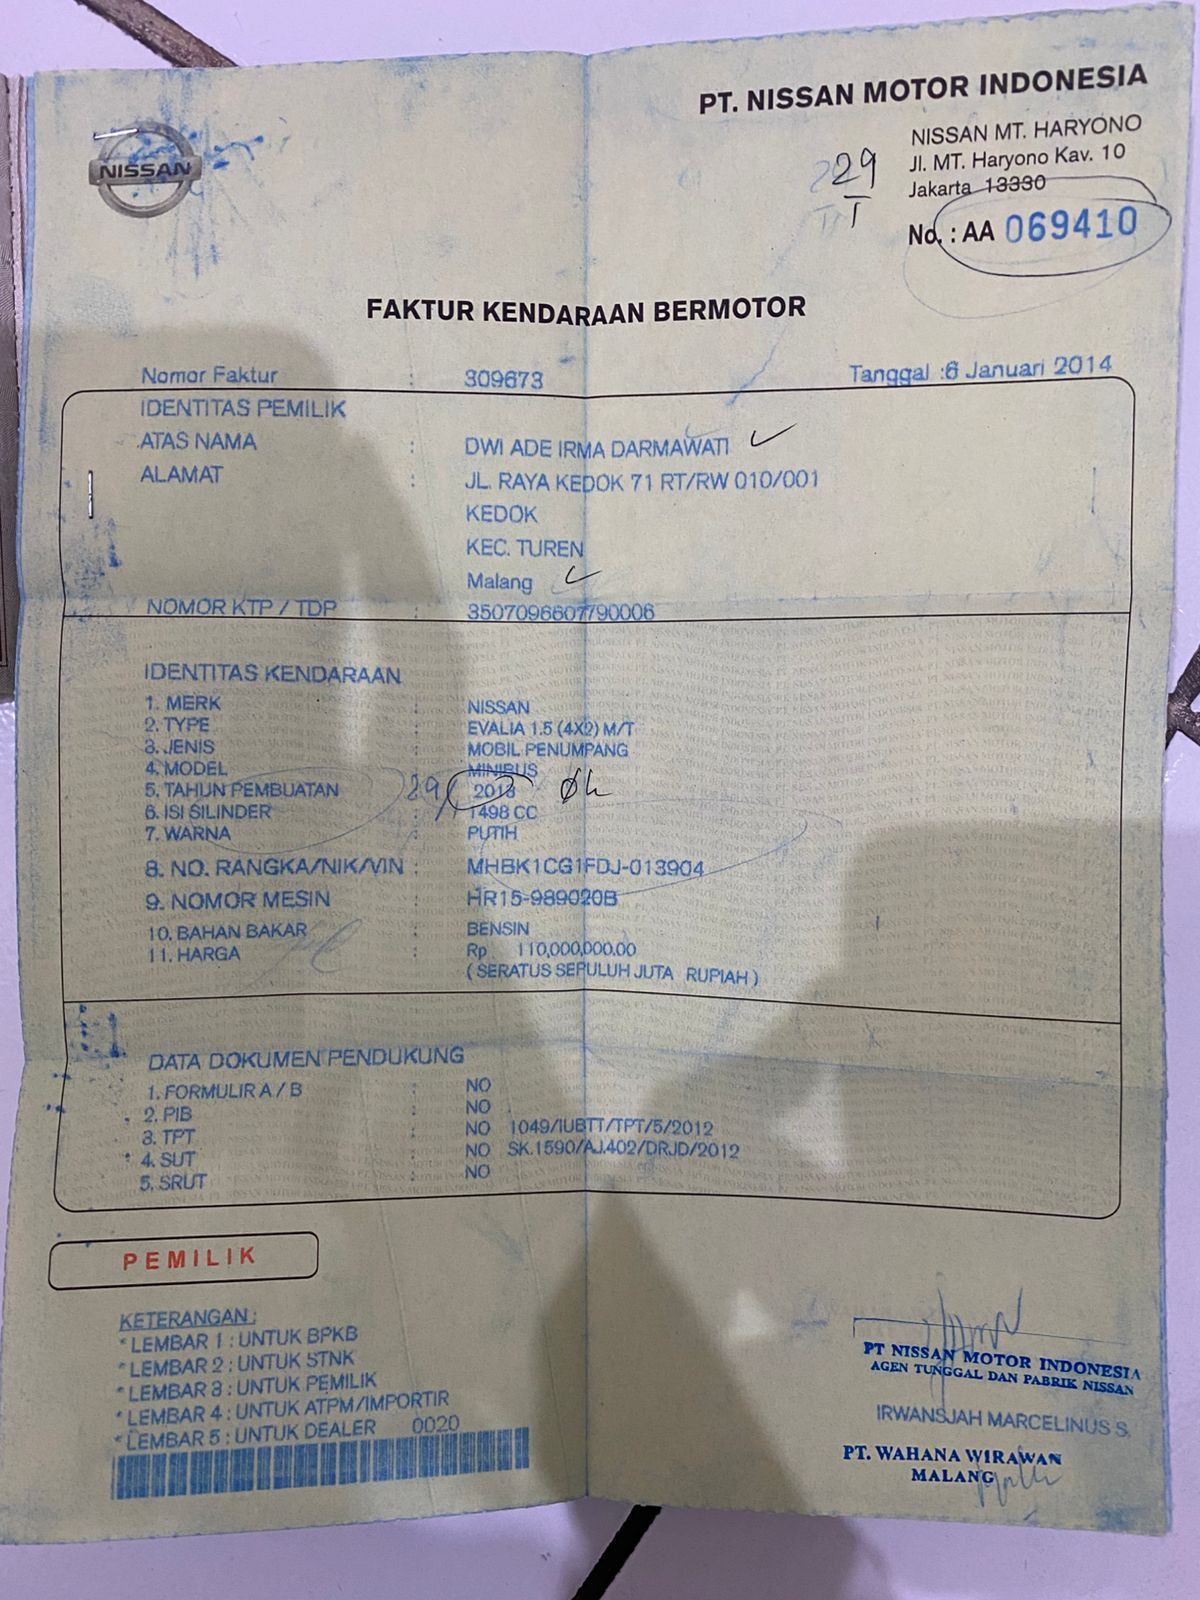 NISSAN
PT. NISSAN MOTOR INDONESIA
NISSAN MT. HARYONO
Jl. MT. Haryono Kav. 10
Jakarta 13330
29
I
No. : AA 069410
FAKTUR KENDARAAN BERMOTOR
Nomor Faktur : 309673 Tanggal :6 Januari 2014
IDENTITAS PEMILIK
ATAS NAMA : DWI ADE IRMA DARMAWATI
ALAMAT : JL. RAYA KEDOK 71 RT/RW 010/001
KEDOK
KEC. TUREN
Malang
NOMOR KTP / TDP : 3507096607790006
IDENTITAS KENDARAAN
1. MERK : NISSAN
2. TYPE : EVALIA 1.5 (4X2) M/T
3. JENIS : MOBIL PENUMPANG
4. MODEL : MINIBUS
5. TAHUN PEMBUATAN 2013
6. ISI SILINDER : 1498 CC
7. WARNA : PUTIH
8. NO. RANGKA/NIK/VIN : MHBK1CG1FDJ-013904
9. NOMOR MESIN : HR15-989020B
10. BAHAN BAKAR : BENSIN
11. HARGA : Rp 110,000,000.00
( SERATUS SEPULUH JUTA RUPIAH )
DATA DOKUMEN PENDUKUNG
1. FORMULIR A / B : NO
2. PIB : NO
3. TPT : NO 1049/IUBTT/TPT/5/2012
4. SUT : NO SK.1590/AJ.402/DRJD/2012
5. SRUT : NO
PEMILIK
KETERANGAN :
* LEMBAR 1 : UNTUK BPKB
* LEMBAR 2 : UNTUK STNK
* LEMBAR 3 : UNTUK PEMILIK
* LEMBAR 4 : UNTUK ATPM/IMPORTIR
* LEMBAR 5 : UNTUK DEALER 0020
PT NISSAN MOTOR INDONESIA
AGEN TUNGGAL DAN PABRIK NISSAN
IRWANSJAH MARCELINUS S.
PT. WAHANA WIRAWAN
MALANG